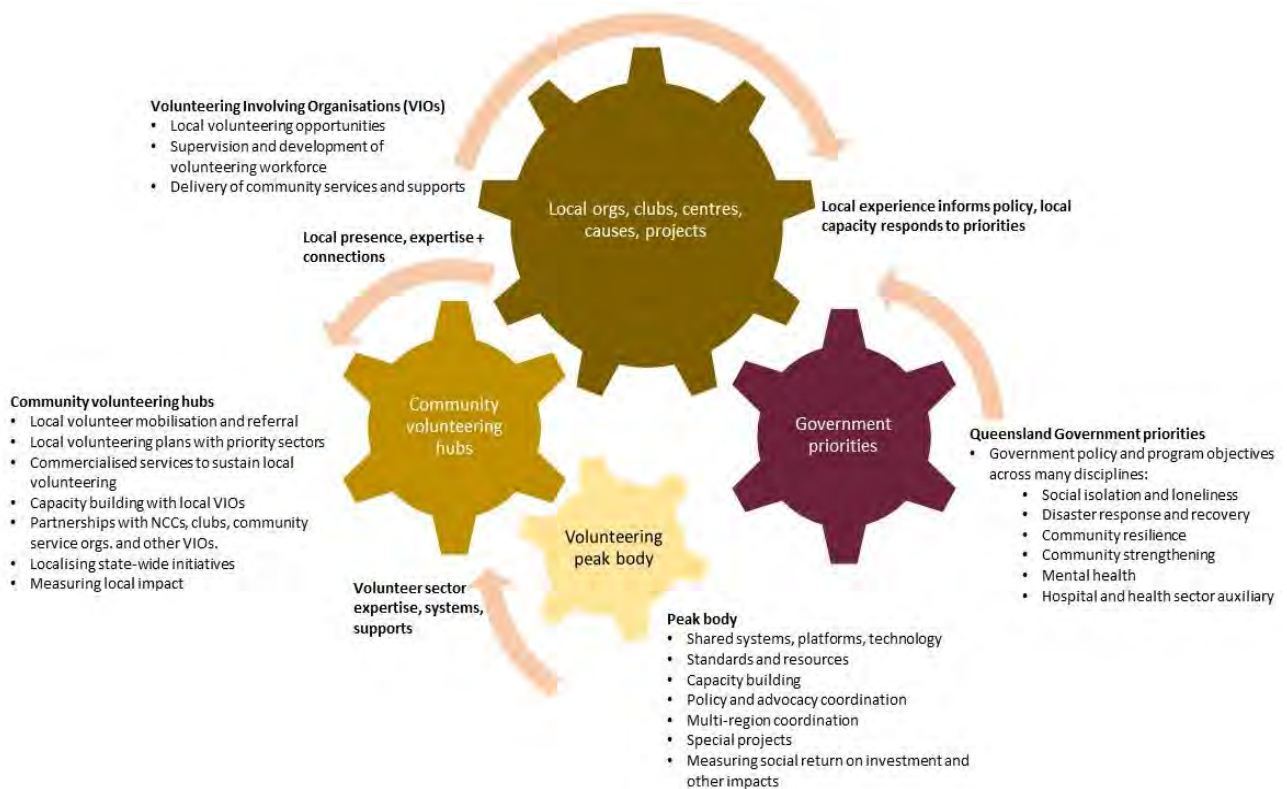 Volunteering Involving Organisations (VIOs)
• Local volunteering opportunities
• Supervision and development of
volunteering workforce
• Delivery of community services and supports
Local orgs, clubs, centres,
causes, projects
Local experience informs policy, local
capacity responds to priorities
Local presence, expertise +
connections
Community volunteering hubs
• Local volunteer mobilisation and referral
• Local volunteering plans with priority sectors
• Commercialised services to sustain local
volunteering
• Capacity building with local VIOs
• Partnerships with NCCs, clubs, community
service orgs. and other VIOs.
• Localising state-wide initiatives
• Measuring local impact
Community
volunteering
hubs
Government
priorities
Queensland Government priorities
• Government policy and program objectives
across many disciplines:
• Social isolation and loneliness
• Disaster response and recovery
• Community resilience
• Community strengthening
• Mental health
• Hospital and health sector auxiliary
Volunteering
peak body
Volunteer sector
expertise, systems,
supports
Peak body
• Shared systems, platforms, technology
• Standards and resources
• Capacity building
• Policy and advocacy coordination
• Multi-region coordination
• Special projects
• Measuring social return on investment and
other impacts